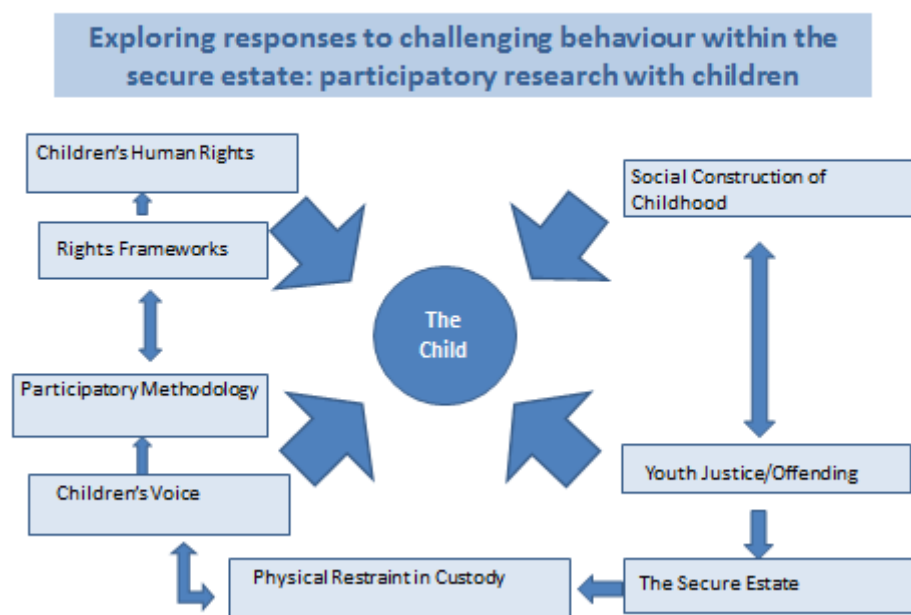 Exploring responses to challenging behaviour within the
secure estate: participatory research with children
Children's Human Rights
Social Construction of
Childhood
Rights Frameworks
The
Child
Participatory Methodology
Children's Voice
Youth Justice/Offending
Physical Restraint in Custody
The Secure Estate